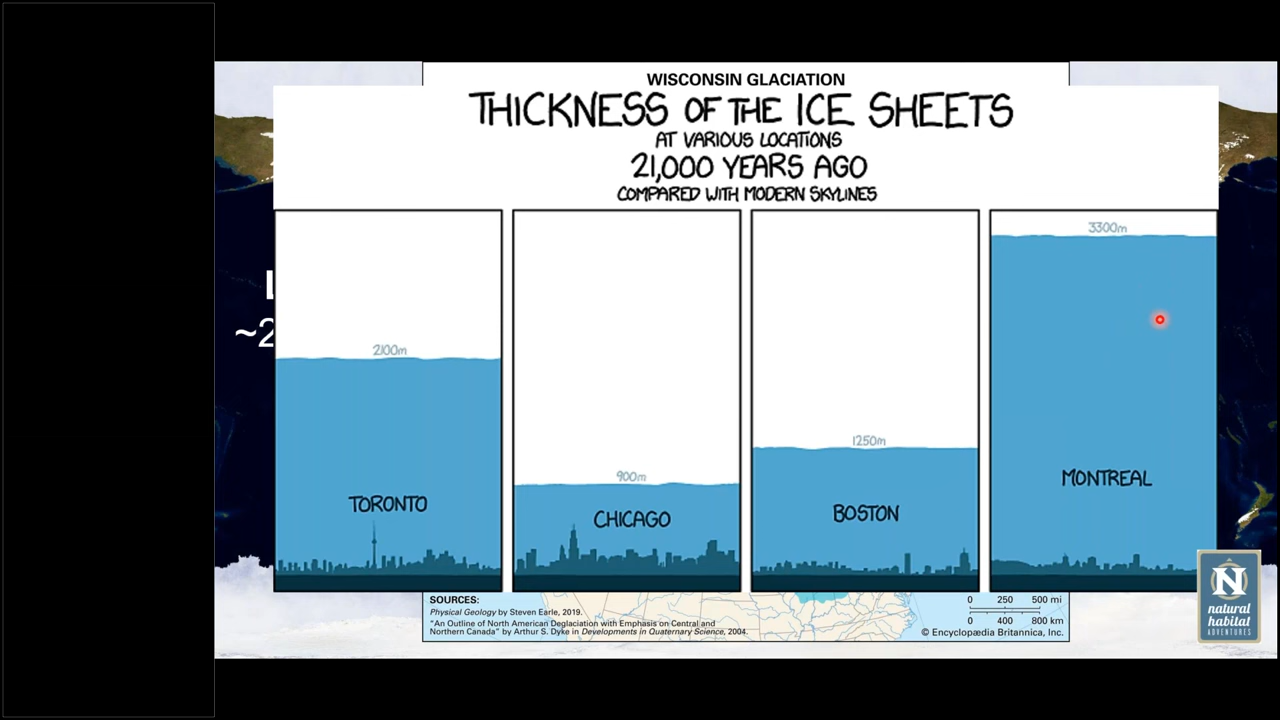 WISCONSIN GLACIATION
THICKNESS OF THE ICE SHEETS
AT VARIOUS LOCATIONS
21,000 YEARS AGO
COMPARED WITH MODERN SKYLINES
2100m
TORONTO
900m
CHICAGO
1250m
BOSTON
3300m
MONTREAL
~2
SOURCES:
Physical Geology by Steven Earle, 2019.
"An Outline of North American Deglaciation with Emphasis on Central and
Northern Canada" by Arthur S. Dyke in Developments in Quaternary Science, 2004.
0 250 500 mi
0 400 800 km
© Encyclopædia Britannica, Inc.
N
natural
habitat
ADVENTURES